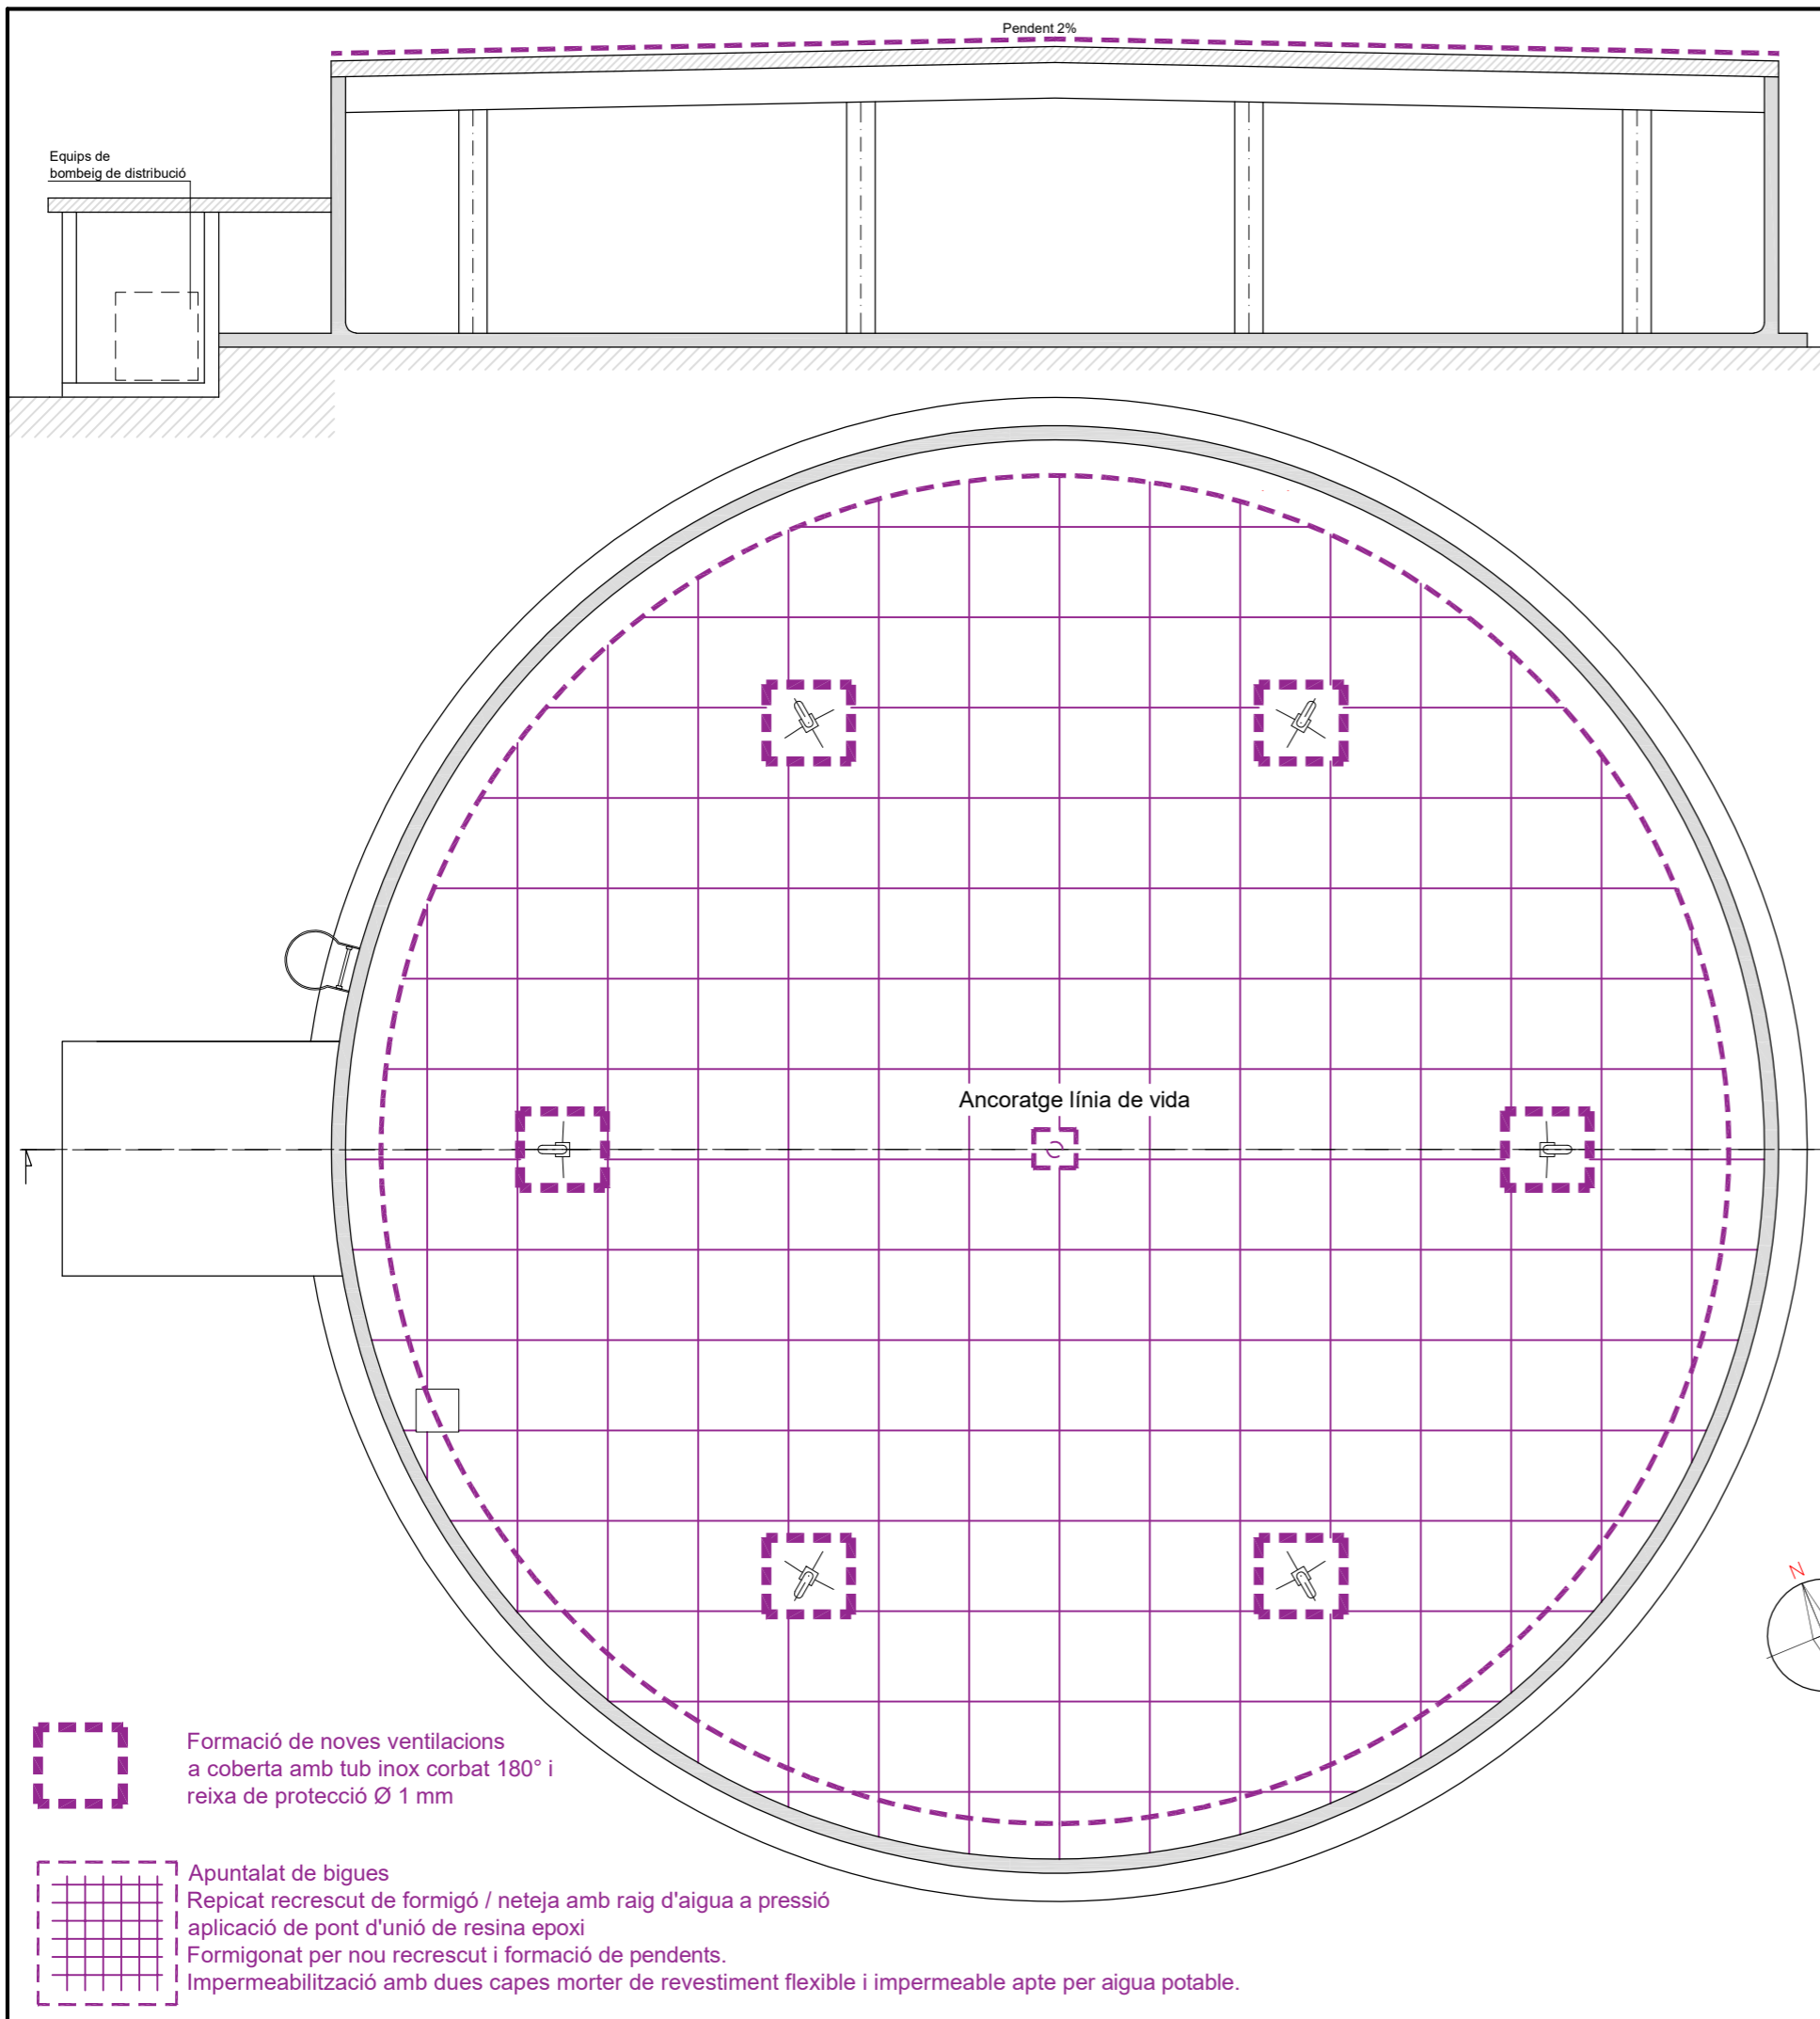 Pendent 2%
Equips de
bombeig de distribució
Ancoratge línia de vida
N
Formació de noves ventilacions
a coberta amb tub inox corbat 180° i
reixa de protecció Ø 1 mm
Apuntalat de bigues
Repicat recrescut de formigó / neteja amb raig d'aigua a pressió
aplicació de pont d'unió de resina epoxi
Formigonat per nou recrescut i formació de pendents.
Impermeabilització amb dues capes morter de revestiment flexible i impermeable apte per aigua potable.